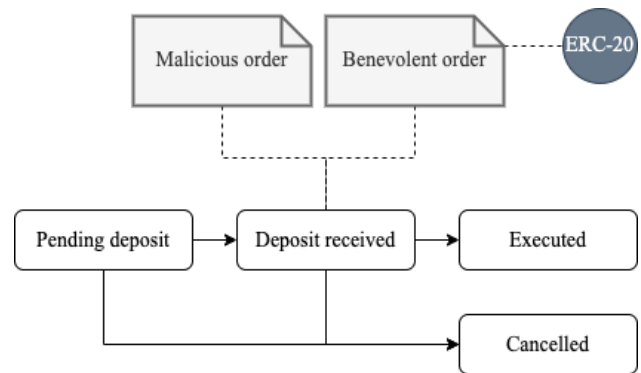 ERC-20
Malicious order
Benevolent order
Pending deposit
Deposit received
Executed
Cancelled